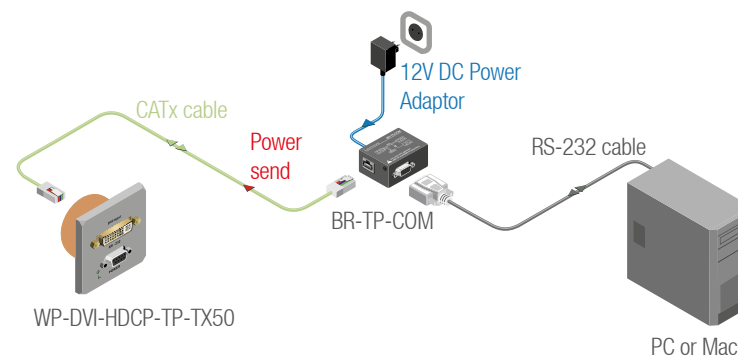 12V DC Power
Adaptor
CATx cable
Power
send
RS-232 cable
BR-TP-COM
WP-DVI-HDCP-TP-TX50
PC or Mac